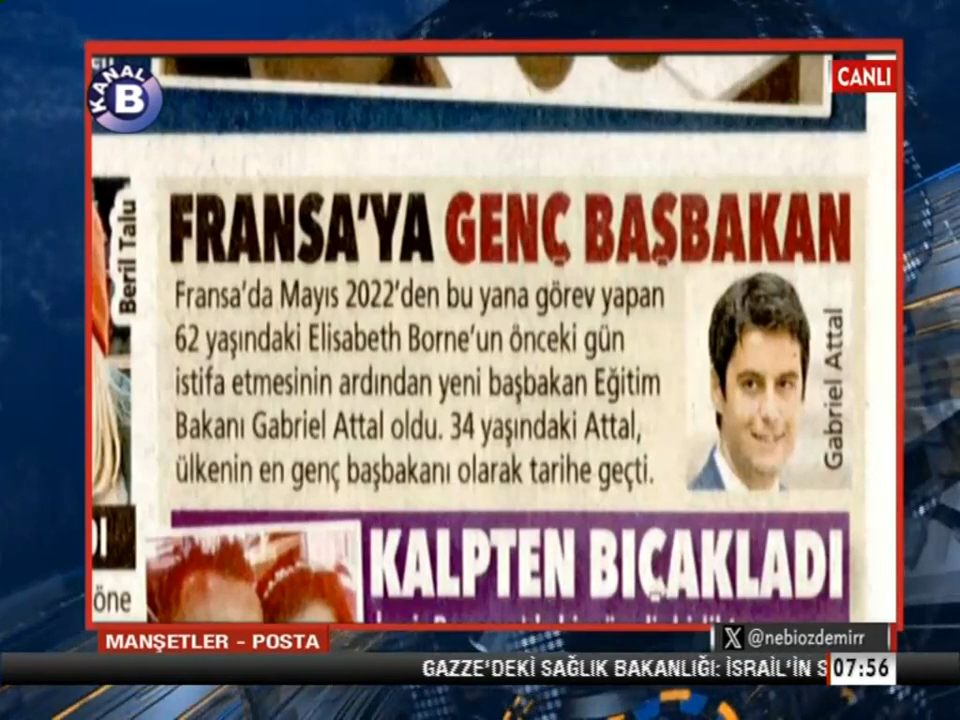 KANAL
B
CANLI
Beril Talu
FRANSA'YA GENÇ BAŞBAKAN
Fransa'da Mayıs 2022'den bu yana görev yapan
62 yaşındaki Elisabeth Borne'un önceki gün
istifa etmesinin ardından yeni başbakan Eğitim
Bakanı Gabriel Attal oldu. 34 yaşındaki Attal,
ülkenin en genç başbakanı olarak tarihe geçti.
Gabriel Attal
KALPTEN BIÇAKLADI
öne
MANŞETLER - POSTA
X @nebiozdemirr
GAZZE'DEKİ SAĞLIK BAKANLIĞI: İSRAİL'İN S
07:56